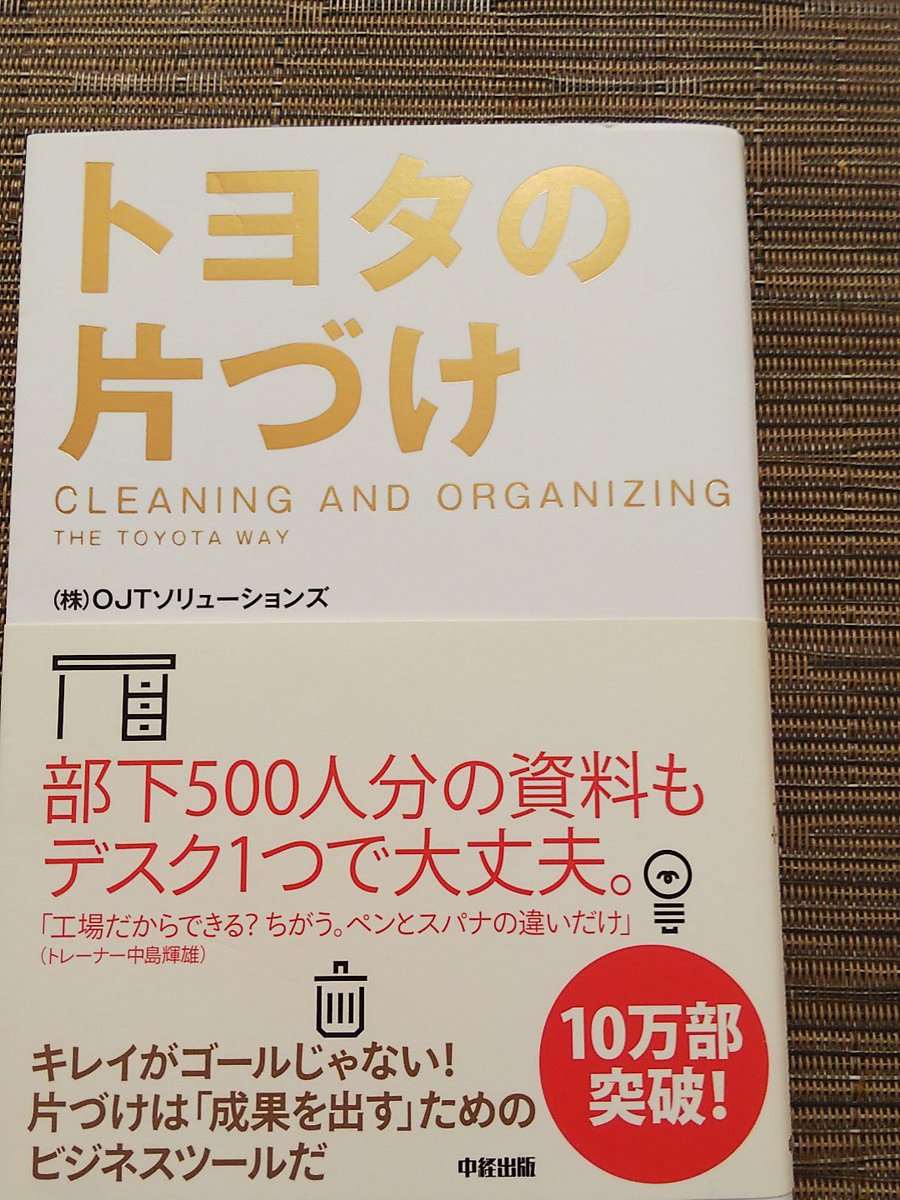 トヨタの
片づけ
CLEANING AND ORGANIZING
THE TOYOTA WAY
(株)OJTソリューションズ
部下500人分の資料も
デスク1つで大丈夫。
「工場だからできる？ちがう。ペンとスパナの違いだけ」
(トレーナー中島輝雄)
キレイがゴールじゃない！
片づけは「成果を出す」ための
ビジネスツールだ
10万部
突破！
中経出版